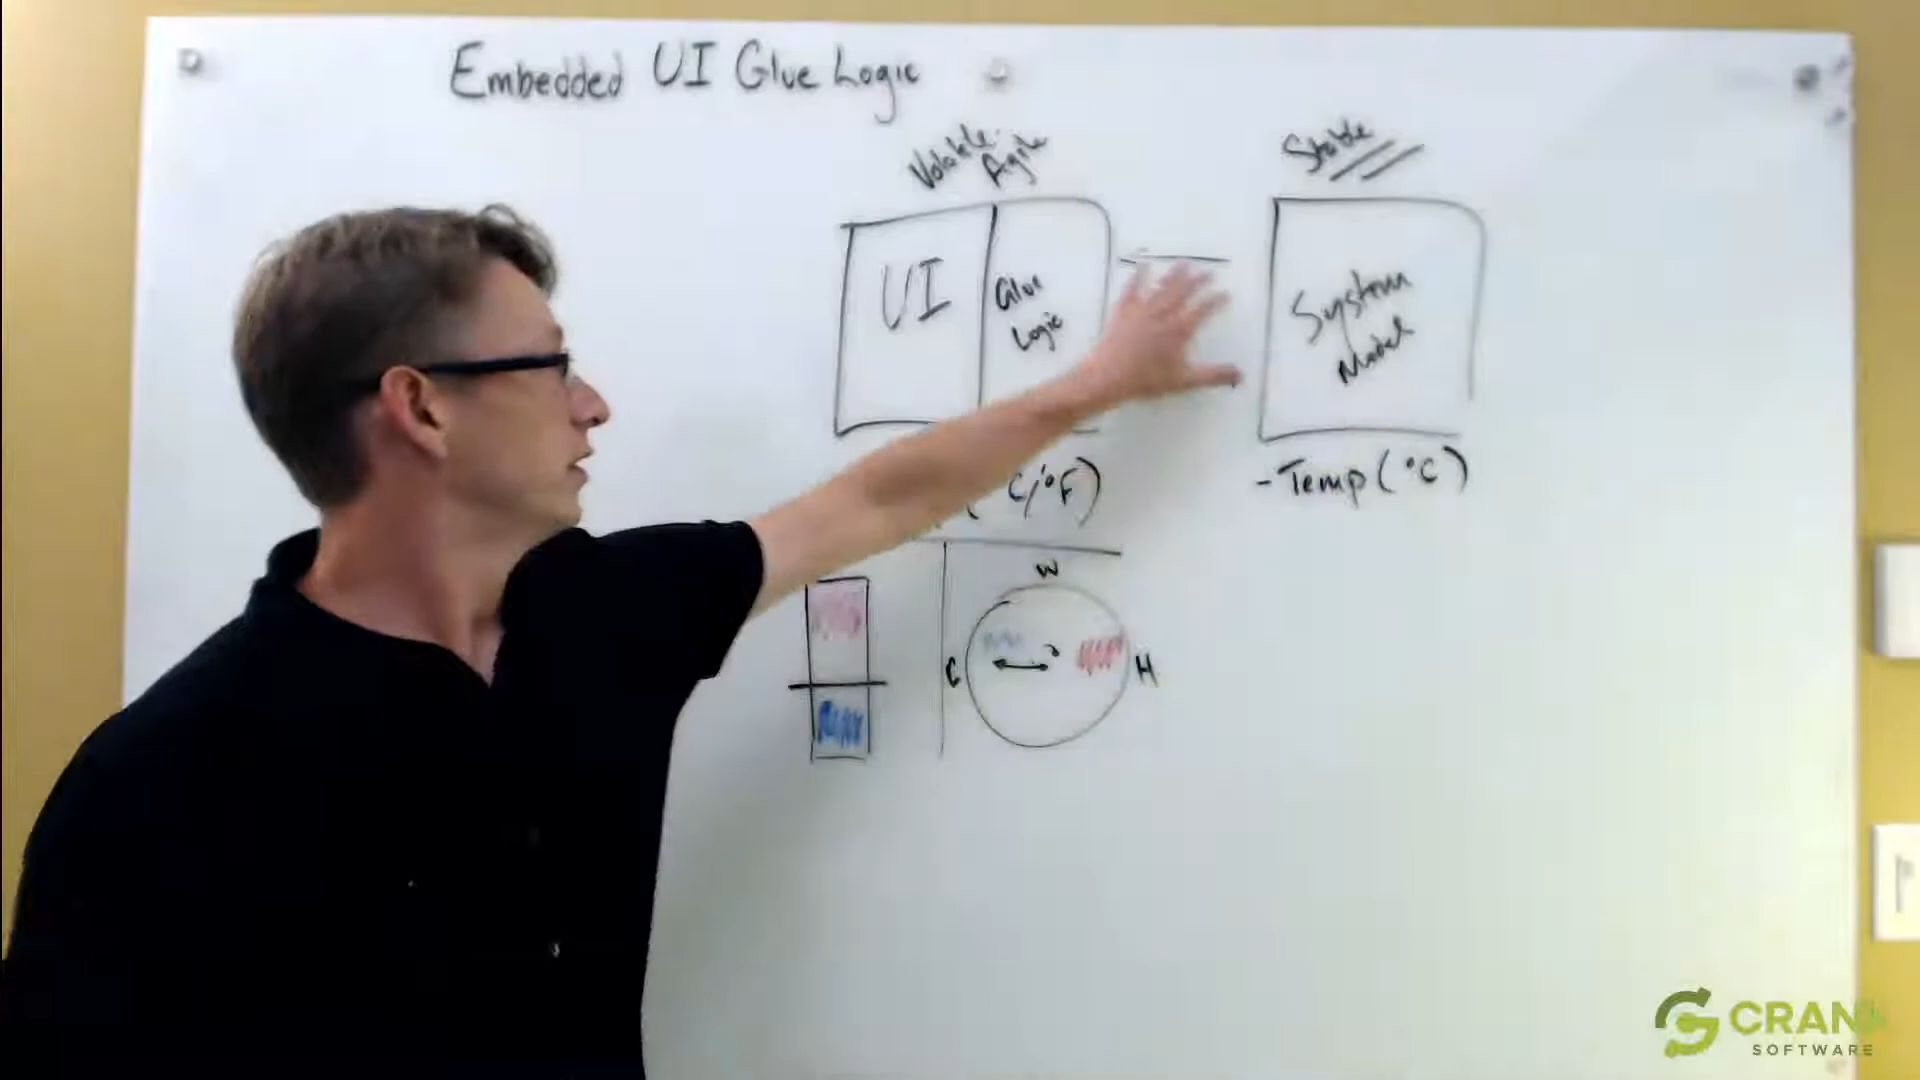 Embedded UI Glue Logic
Volatile
Agile
Stable
UI
Glue
Logic
System
Model
C/°F)
-Temp(°C)
W
C
H
CRANK
SOFTWARE